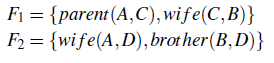 F₁ = {parent(A,C),wife(C,B)}
F₂ = {wife(A,D),brother(B,D)}